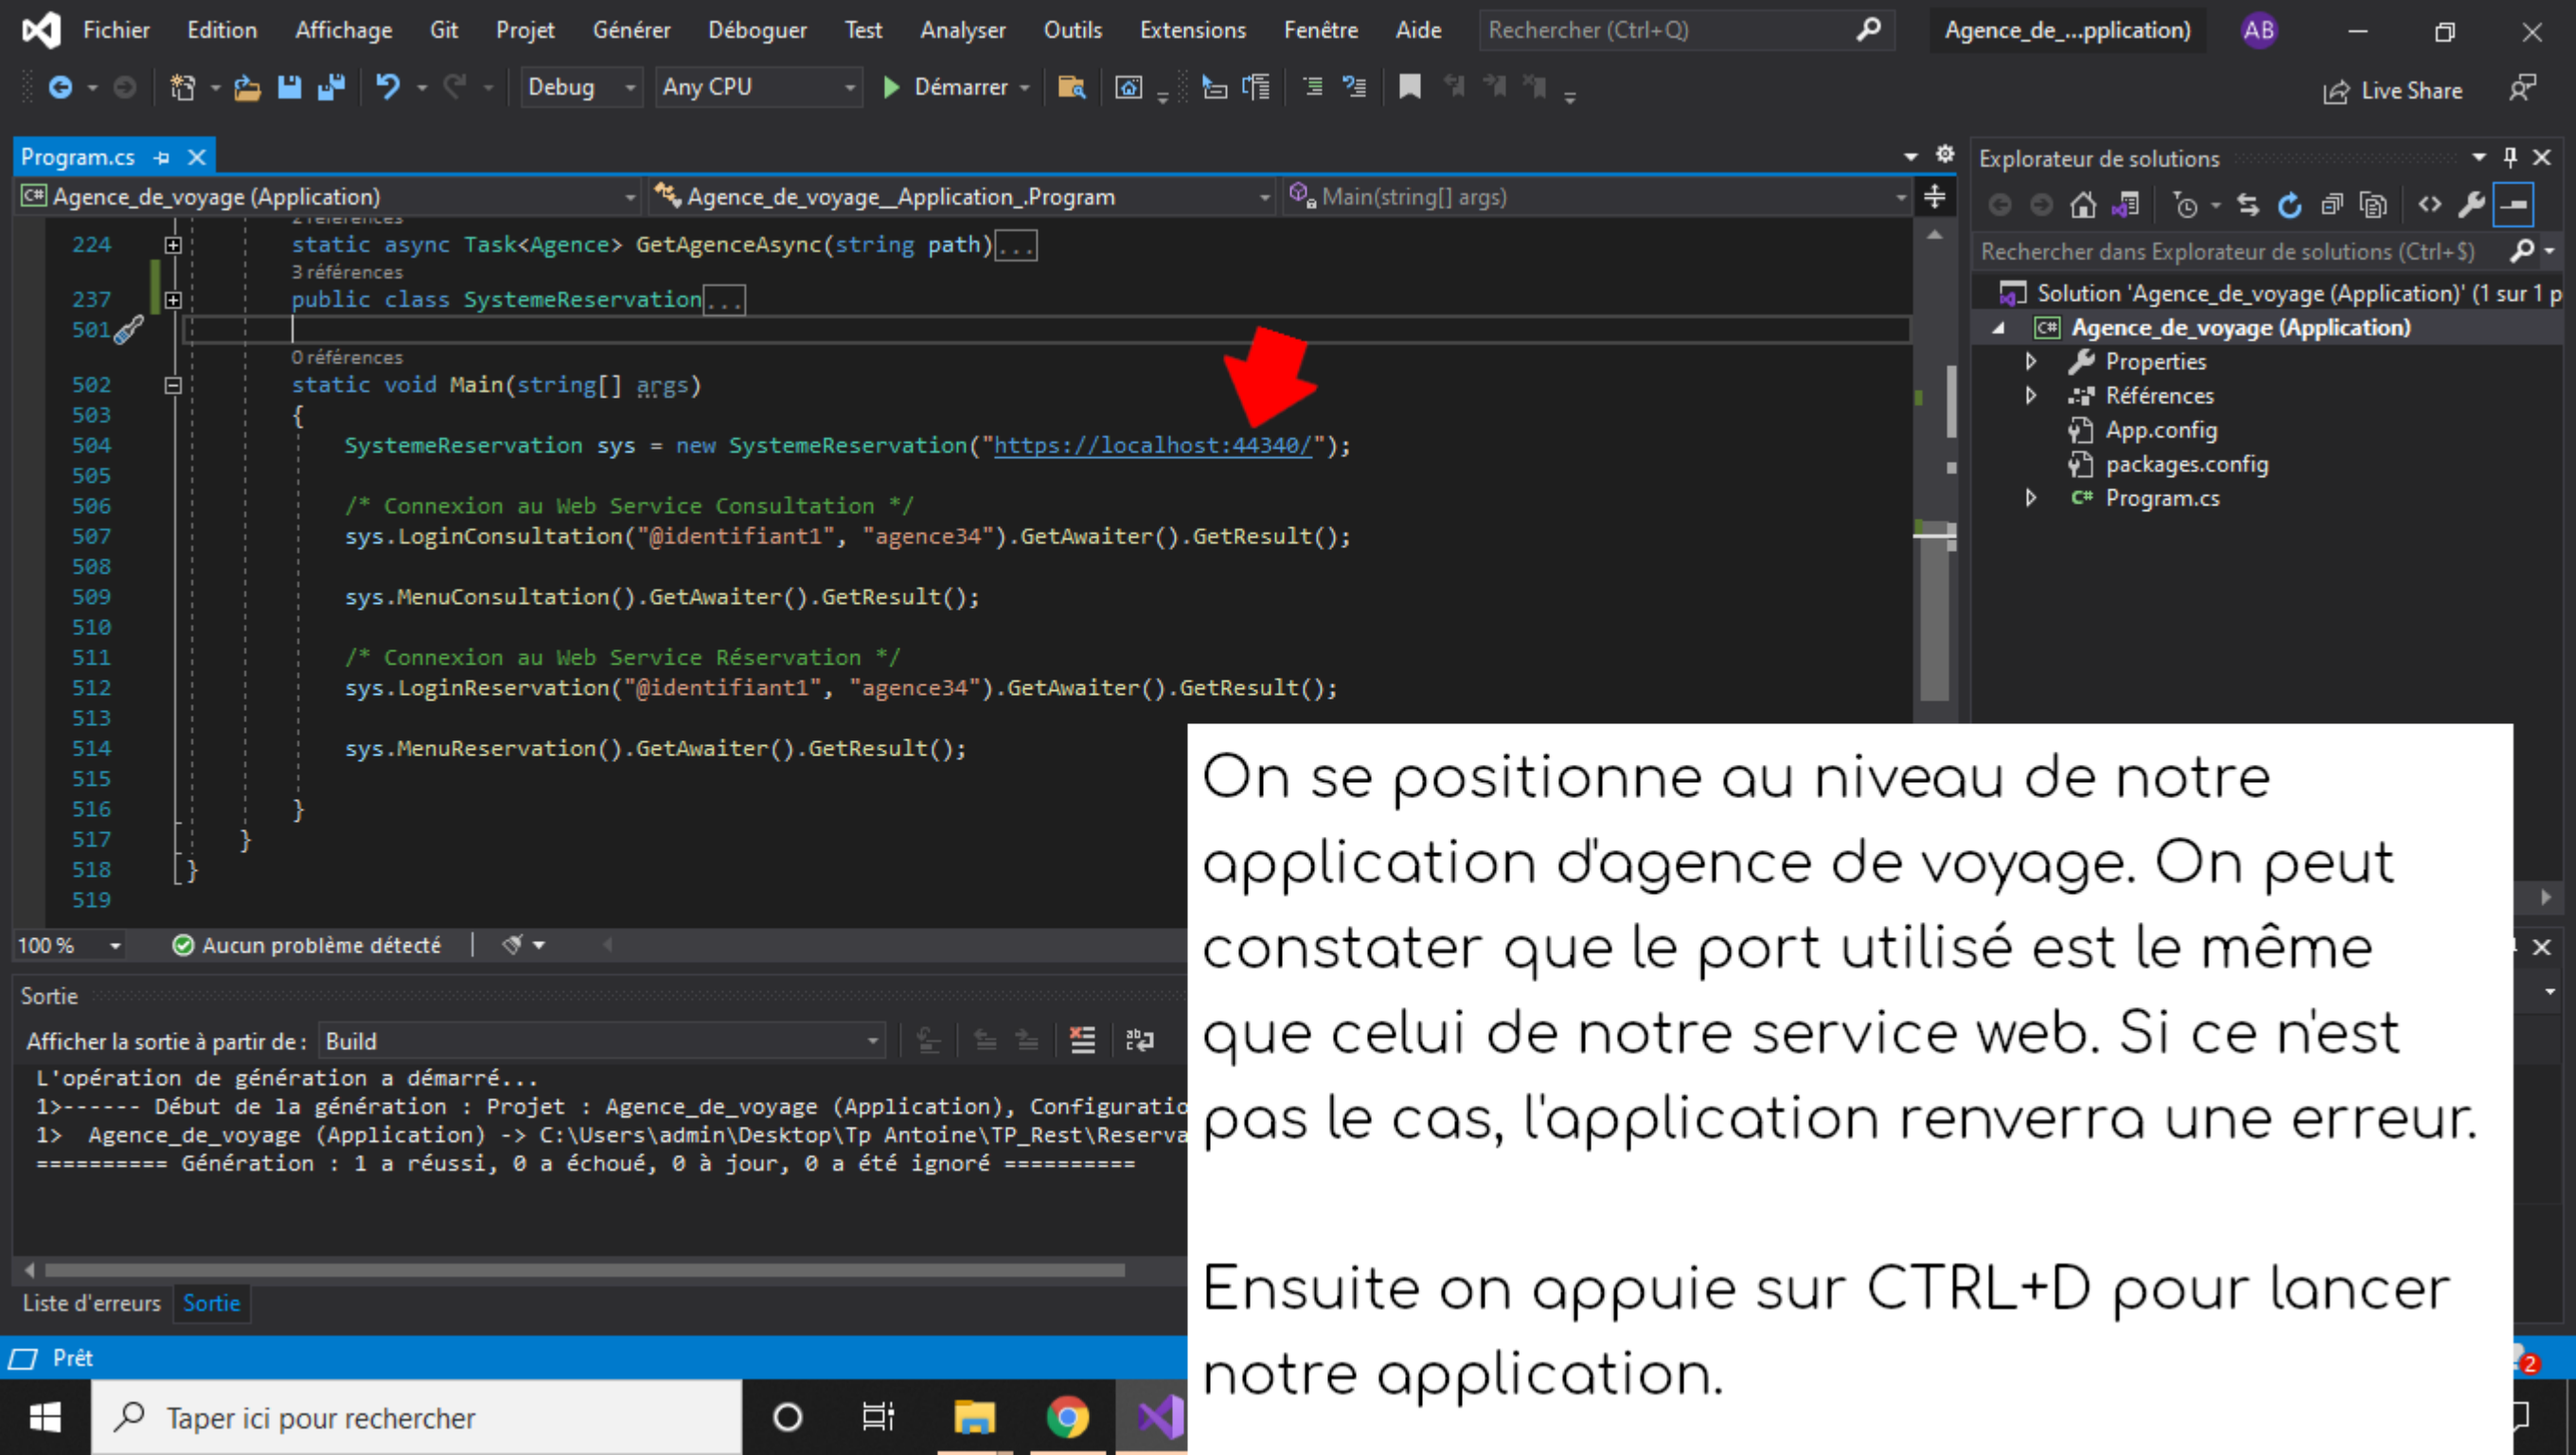 Fichier Edition Affichage Git Projet Générer Déboguer Test Analyser Outils Extensions Fenêtre Aide Rechercher (Ctrl+Q) Agence_de_...pplication) AB
Debug Any CPU Démarrer Live Share
Program.cs
Agence_de_voyage (Application) Agence_de_voyage__Application_.Program Main(string[] args)
2 références
224 static async Task<Agence> GetAgenceAsync(string path)...
3 références
237 public class SystemeReservation...
501
0 références
502 static void Main(string[] args)
503 {
504 SystemeReservation sys = new SystemeReservation("https://localhost:44340/");
505
506 /* Connexion au Web Service Consultation */
507 sys.LoginConsultation("@identifiant1", "agence34").GetAwaiter().GetResult();
508
509 sys.MenuConsultation().GetAwaiter().GetResult();
510
511 /* Connexion au Web Service Réservation */
512 sys.LoginReservation("@identifiant1", "agence34").GetAwaiter().GetResult();
513
514 sys.MenuReservation().GetAwaiter().GetResult();
515
516 }
517 }
518 }
519
100 % Aucun problème détecté
Explorateur de solutions
Rechercher dans Explorateur de solutions (Ctrl+$)
Solution 'Agence_de_voyage (Application)' (1 sur 1 p
C# Agence_de_voyage (Application)
Properties
Références
App.config
packages.config
C# Program.cs
Sortie
Afficher la sortie à partir de : Build
L'opération de génération a démarré...
1>------ Début de la génération : Projet : Agence_de_voyage (Application), Configuratio
1> Agence_de_voyage (Application) -> C:\Users\admin\Desktop\Tp Antoine\TP_Rest\Reserva
========== Génération : 1 a réussi, 0 a échoué, 0 à jour, 0 a été ignoré ==========
Liste d'erreurs Sortie
Prêt
2
Taper ici pour rechercher
On se positionne au niveau de notre
application d'agence de voyage. On peut
constater que le port utilisé est le même
que celui de notre service web. Si ce n'est
pas le cas, l'application renverra une erreur.
Ensuite on appuie sur CTRL+D pour lancer
notre application.